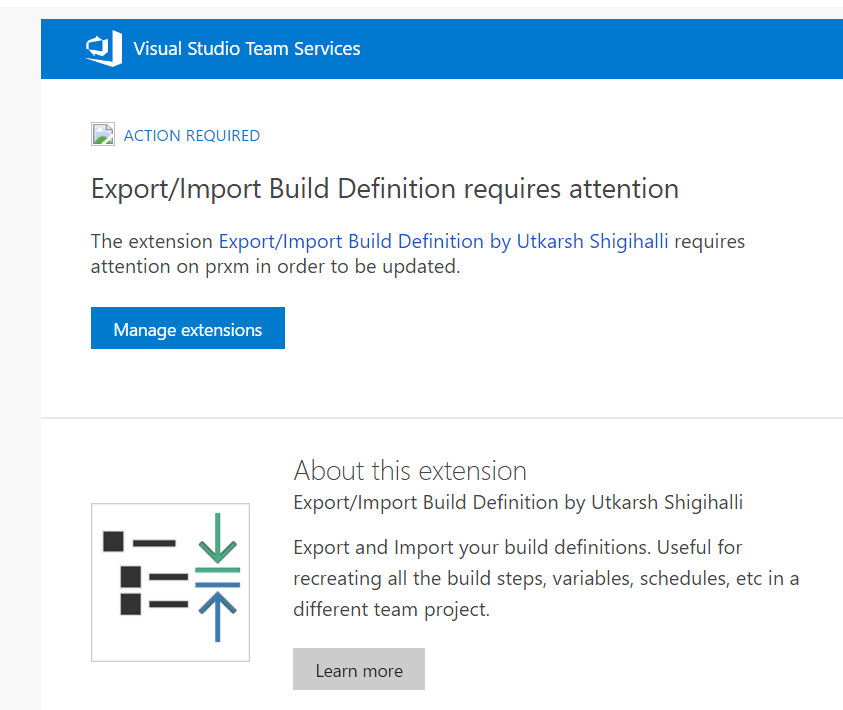 Visual Studio Team Services
ACTION REQUIRED
Export/Import Build Definition requires attention
The extension Export/Import Build Definition by Utkarsh Shigihalli requires
attention on prxm in order to be updated.
Manage extensions
About this extension
Export/Import Build Definition by Utkarsh Shigihalli
Export and Import your build definitions. Useful for
recreating all the build steps, variables, schedules, etc in a
different team project.
Learn more